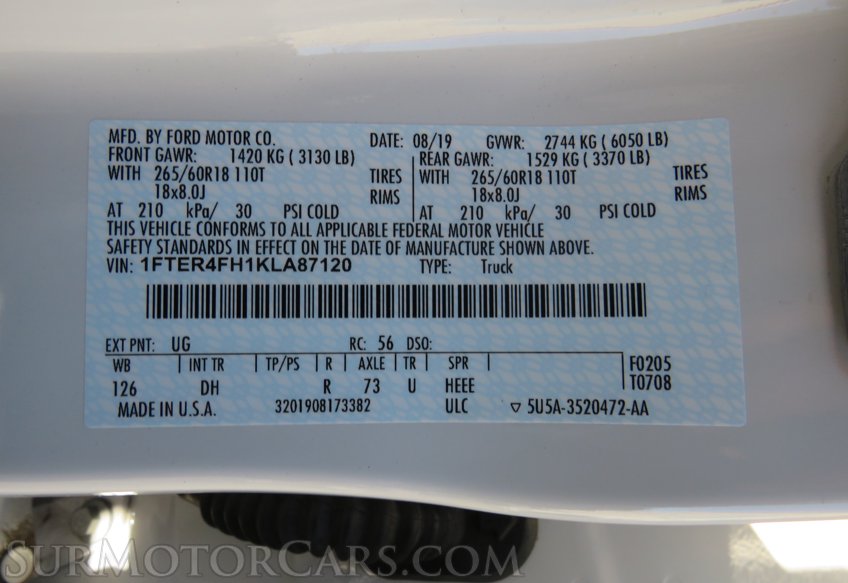 MFD. BY FORD MOTOR CO. DATE: 08/19 GVWR: 2744 KG ( 6050 LB)
FRONT GAWR: 1420 KG ( 3130 LB) REAR GAWR: 1529 KG ( 3370 LB)
WITH 265/60R18 110T TIRES WITH 265/60R18 110T TIRES
18x8.0J RIMS 18x8.0J RIMS
AT 210 kPa/ 30 PSI COLD AT 210 kPa/ 30 PSI COLD
THIS VEHICLE CONFORMS TO ALL APPLICABLE FEDERAL MOTOR VEHICLE
SAFETY STANDARDS IN EFFECT ON THE DATE OF MANUFACTURE SHOWN ABOVE.
VIN: 1FTER4FH1KLA87120 TYPE: Truck
EXT PNT: UG RC: 56 DSO:
WB INT TR TP/PS R AXLE TR SPR F0205
126 DH R 73 U HEEE T0708
MADE IN U.S.A. 3201908173382 ULC ▽ 5U5A-3520472-AA
SURMOTORCARS.COM